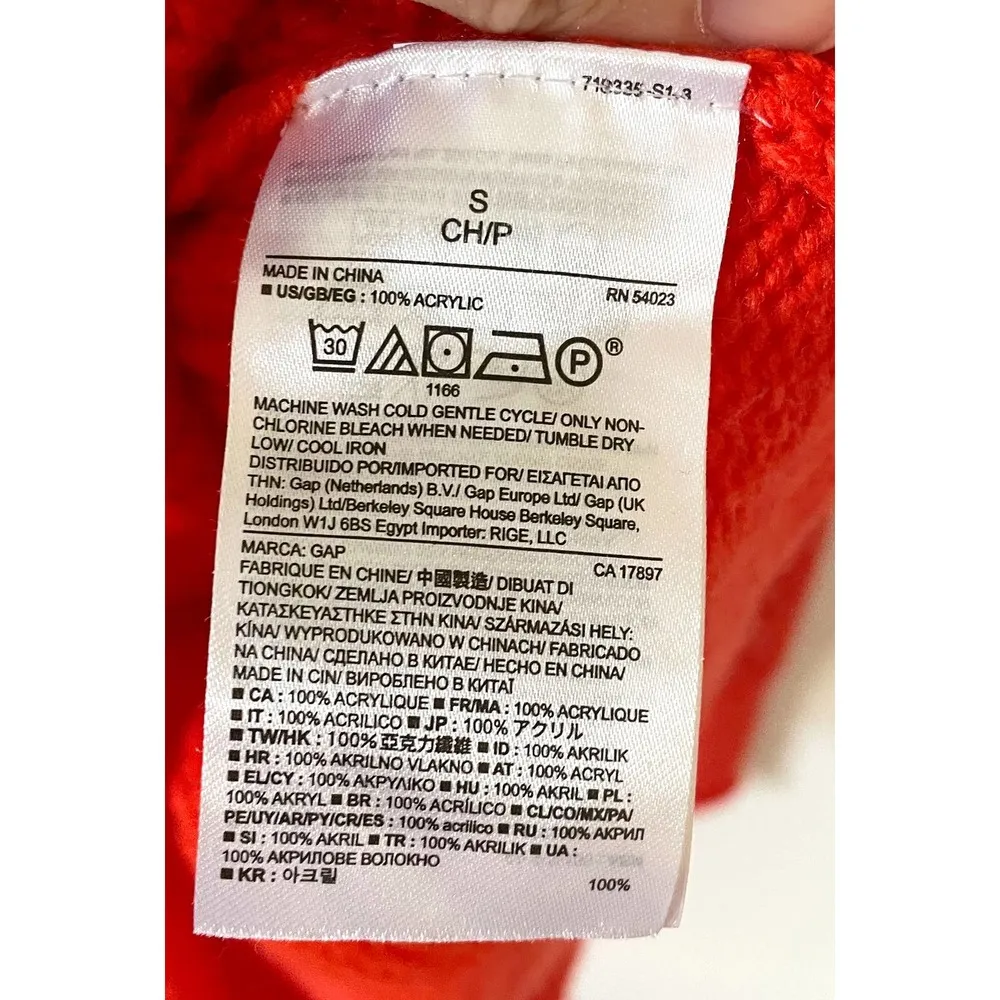 719335-S1-3
S
CH/P
MADE IN CHINA
RN 54023
■ US/GB/EG : 100% ACRYLIC
30 P ®
1166
MACHINE WASH COLD GENTLE CYCLE/ ONLY NON-
CHLORINE BLEACH WHEN NEEDED/ TUMBLE DRY
LOW/ COOL IRON
DISTRIBUIDO POR/IMPORTED FOR/ ΕΙΣΑΓΕΤΑΙ ΑΠΟ
ΤΗΝ: Gap (Netherlands) B.V./ Gap Europe Ltd/ Gap (UK
Holdings) Ltd/Berkeley Square House Berkeley Square,
London W1J 6BS Egypt Importer: RIGE, LLC
MARCA: GAP
CA 17897
FABRIQUE EN CHINE/ 中國製造/ DIBUAT DI
TIONGKOK/ ZEMLJA PROIZVODNJE KINA/
ΚΑΤΑΣΚΕΥΑΣΤΗΚΕ ΣΤΗΝ ΚΙΝΑ/ SZÁRMAZÁSI HELY:
KÍNA/ WYPRODUKOWANO W CHINACH/ FABRICADO
NA CHINA/ СДЕЛАНО В КИТАЕ/ HECHO EN CHINA/
MADE IN CIN/ ВИРОБЛЕНО В КИТАЇ
■ CA : 100% ACRYLIQUE ■ FR/MA : 100% ACRYLIQUE
■ IT : 100% ACRILICO ■ JP : 100% アクリル
■ TW/HK : 100% 亞克力纖維 ■ ID : 100% AKRILIK
■ HR : 100% AKRILNO VLAKNO ■ AT : 100% ACRYL
■ EL/CY : 100% ΑΚΡΥΛΙΚΟ ■ HU : 100% AKRIL ■ PL :
100% AKRYL ■ BR : 100% ACRÍLICO ■ CL/CO/MX/PA/
PE/UY/AR/PY/CR/ES : 100% acrilico ■ RU : 100% АКРИЛ
■ SI : 100% AKRIL ■ TR : 100% AKRILIK ■ UA :
100% АКРИЛОВЕ ВОЛОКНО
■ KR : 아크릴
100%